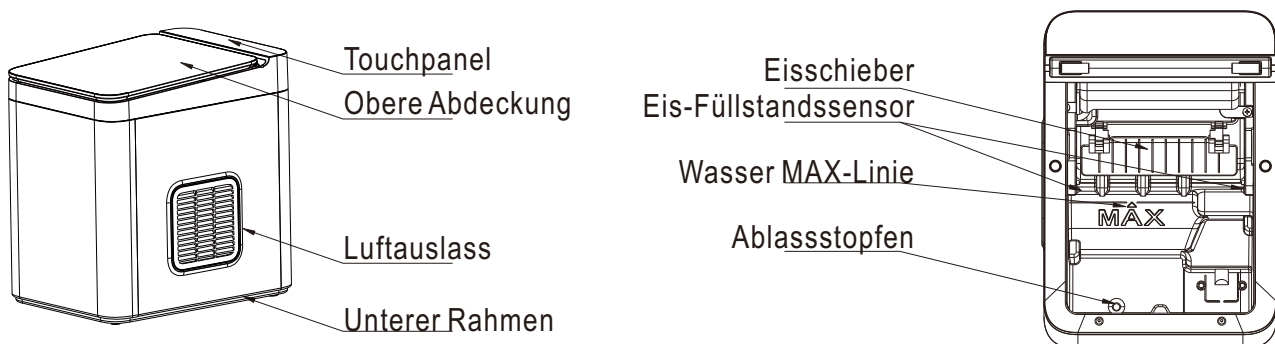 Touchpanel
Obere Abdeckung
Luftauslass
Unterer Rahmen
Eisschieber
Eis-Füllstandssensor
Wasser MAX-Linie
MAX
Ablassstopfen